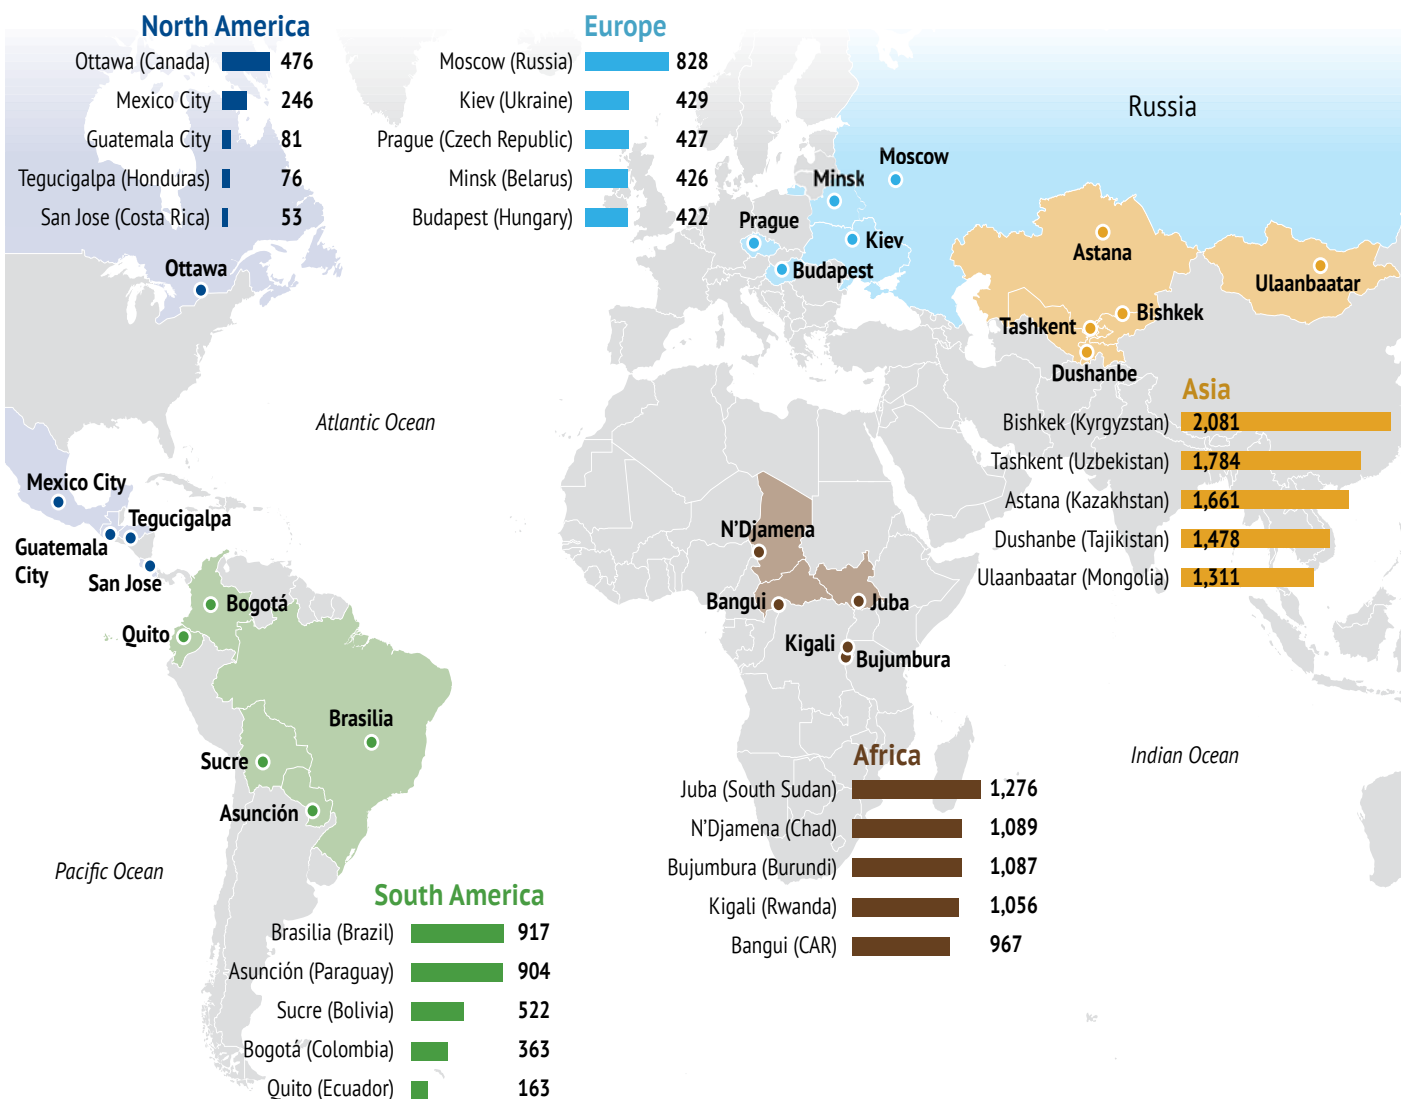 North America
Ottawa (Canada) 476
Mexico City 246
Guatemala City 81
Tegucigalpa (Honduras) 76
San Jose (Costa Rica) 53
Europe
Moscow (Russia) 828
Kiev (Ukraine) 429
Prague (Czech Republic) 427
Minsk (Belarus) 426
Budapest (Hungary) 422
Russia
Moscow
Minsk
Prague
Kiev
Budapest
Astana
Ulaanbaatar
Bishkek
Tashkent
Dushanbe
Ottawa
Atlantic Ocean
Asia
Bishkek (Kyrgyzstan) 2,081
Tashkent (Uzbekistan) 1,784
Astana (Kazakhstan) 1,661
Dushanbe (Tajikistan) 1,478
Ulaanbaatar (Mongolia) 1,311
Mexico City
Tegucigalpa
Guatemala
City
San Jose
Bogotá
Quito
Brasilia
Sucre
Asunción
N'Djamena
Bangui
Juba
Kigali
Bujumbura
Indian Ocean
Africa
Juba (South Sudan) 1,276
N'Djamena (Chad) 1,089
Bujumbura (Burundi) 1,087
Kigali (Rwanda) 1,056
Bangui (CAR) 967
Pacific Ocean
South America
Brasilia (Brazil) 917
Asunción (Paraguay) 904
Sucre (Bolivia) 522
Bogotá (Colombia) 363
Quito (Ecuador) 163